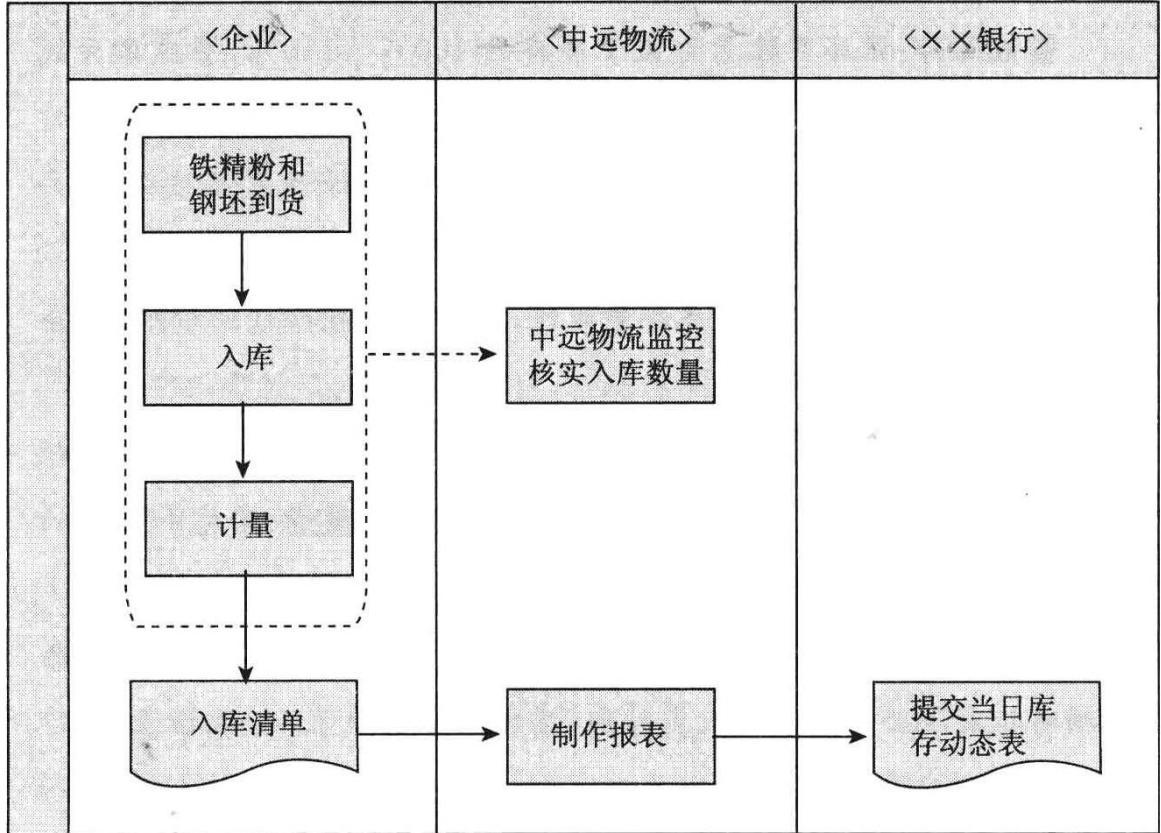 <企业>
<中远物流>
<××银行>
铁精粉和
钢坯到货
入库
中远物流监控
核实入库数量
计量
入库清单
制作报表
提交当日库
存动态表